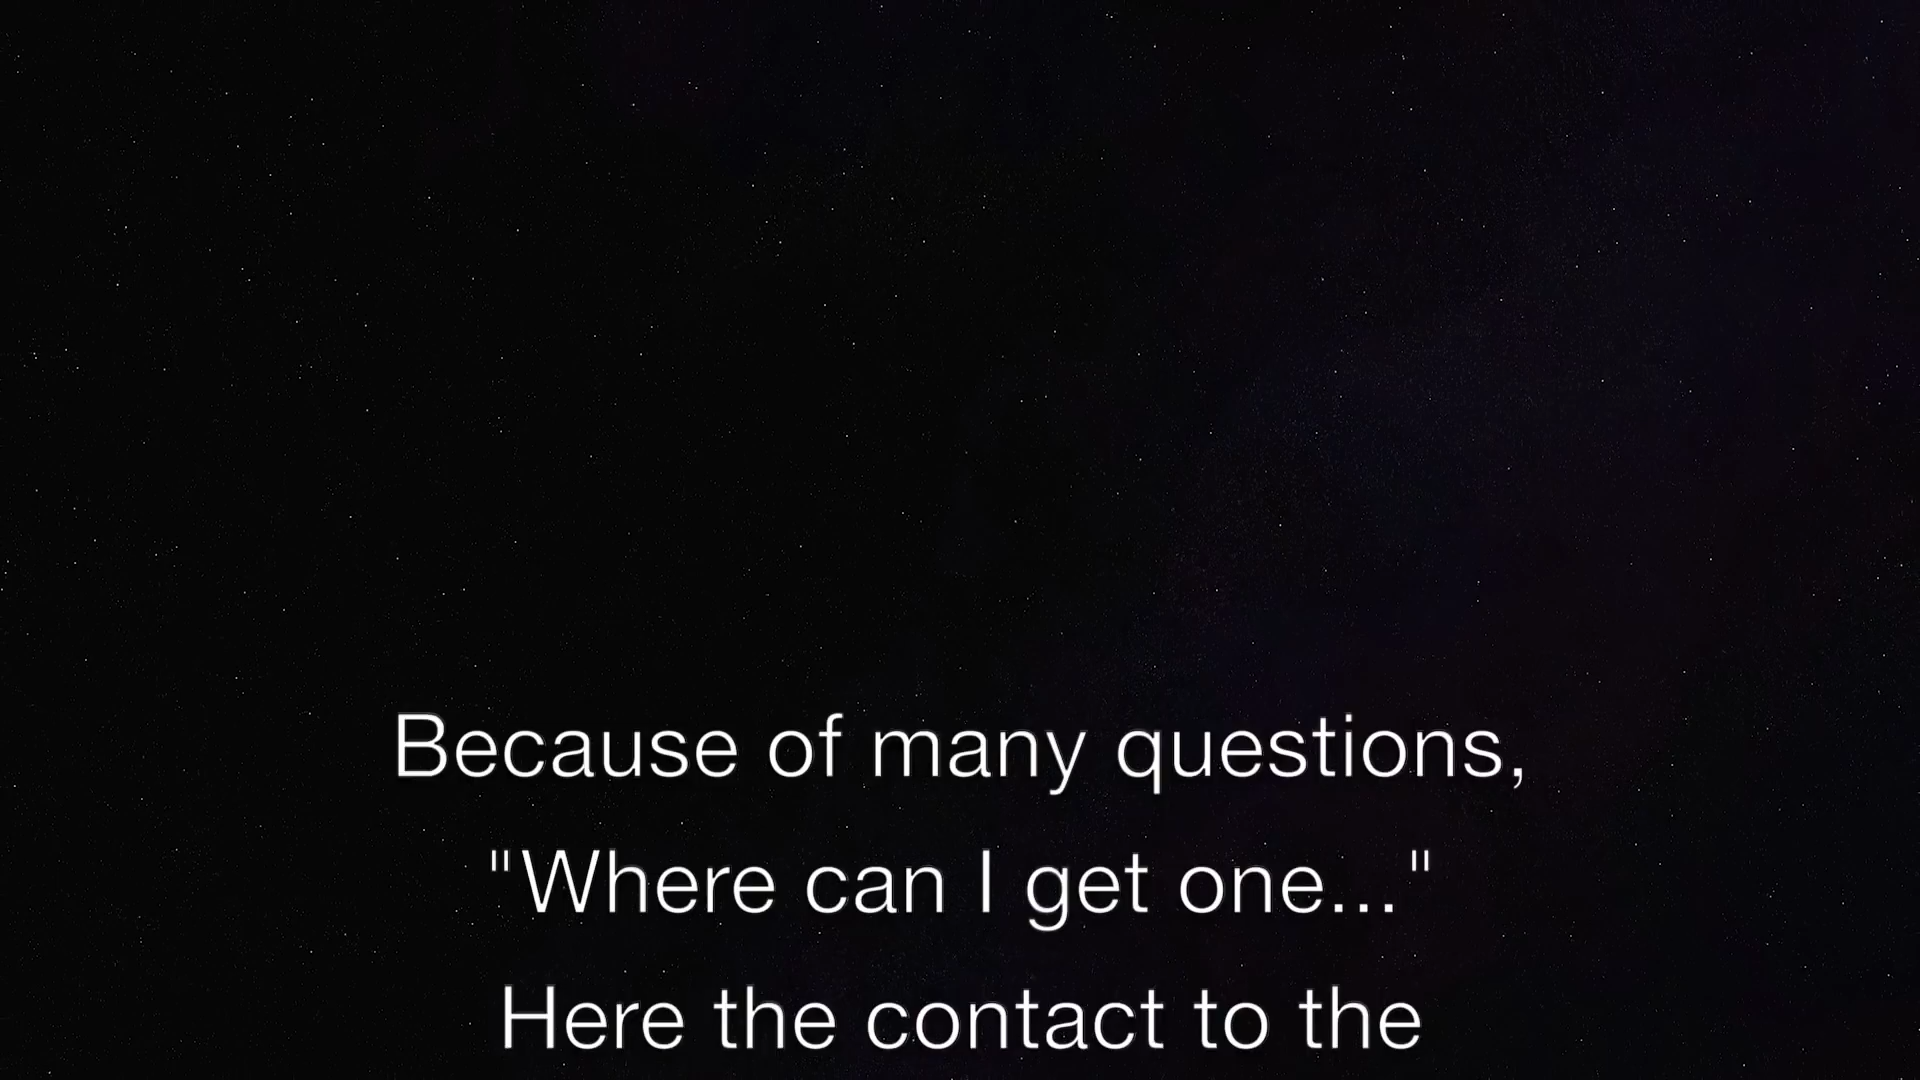 Because of many questions,
"Where can I get one..."
Here the contact to the